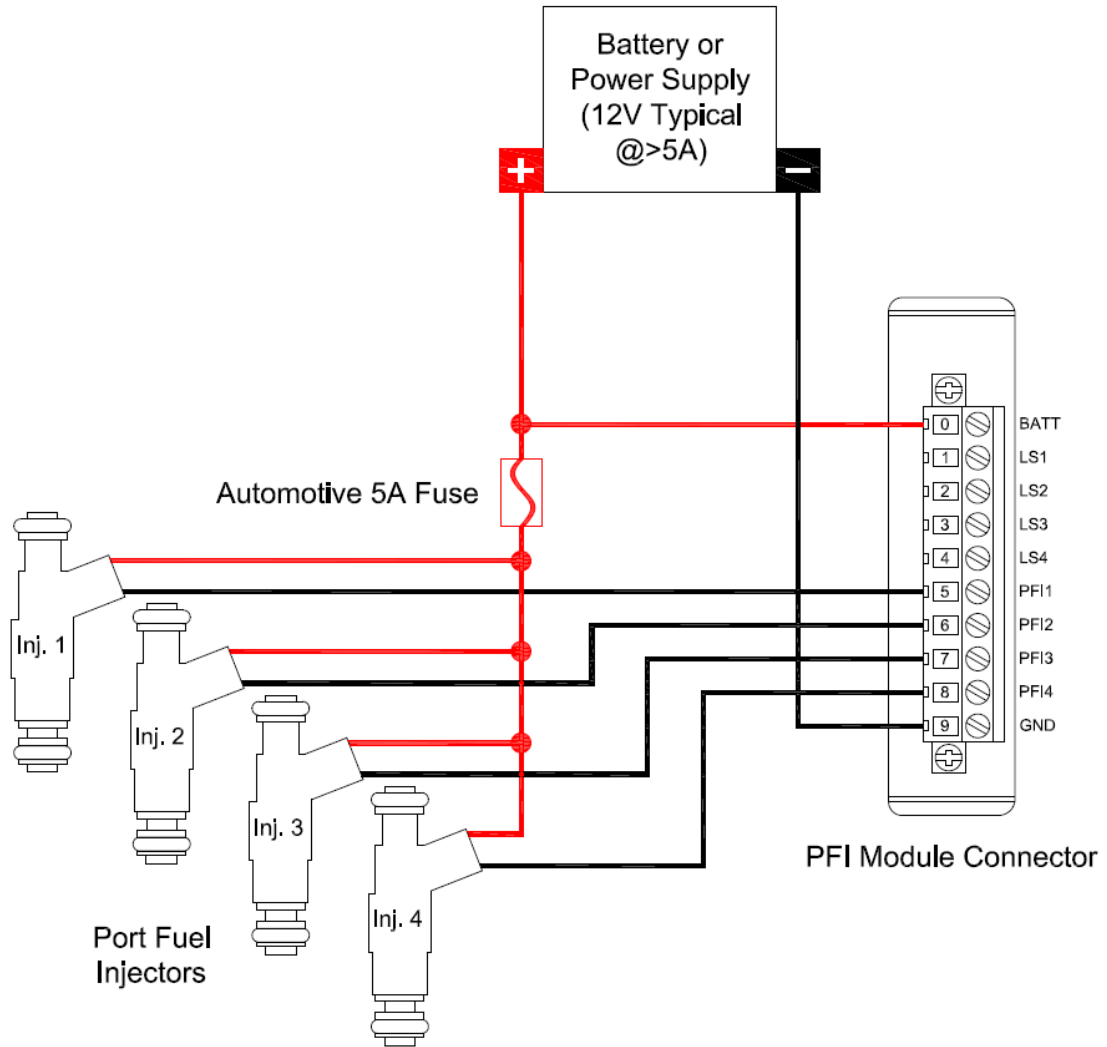 Battery or
Power Supply
(12V Typical
@>5A)
+
−
0 BATT
1 LS1
2 LS2
3 LS3
4 LS4
5 PFI1
6 PFI2
7 PFI3
8 PFI4
9 GND
Automotive 5A Fuse
Inj. 1
Inj. 2
Inj. 3
Inj. 4
PFI Module Connector
Port Fuel
Injectors